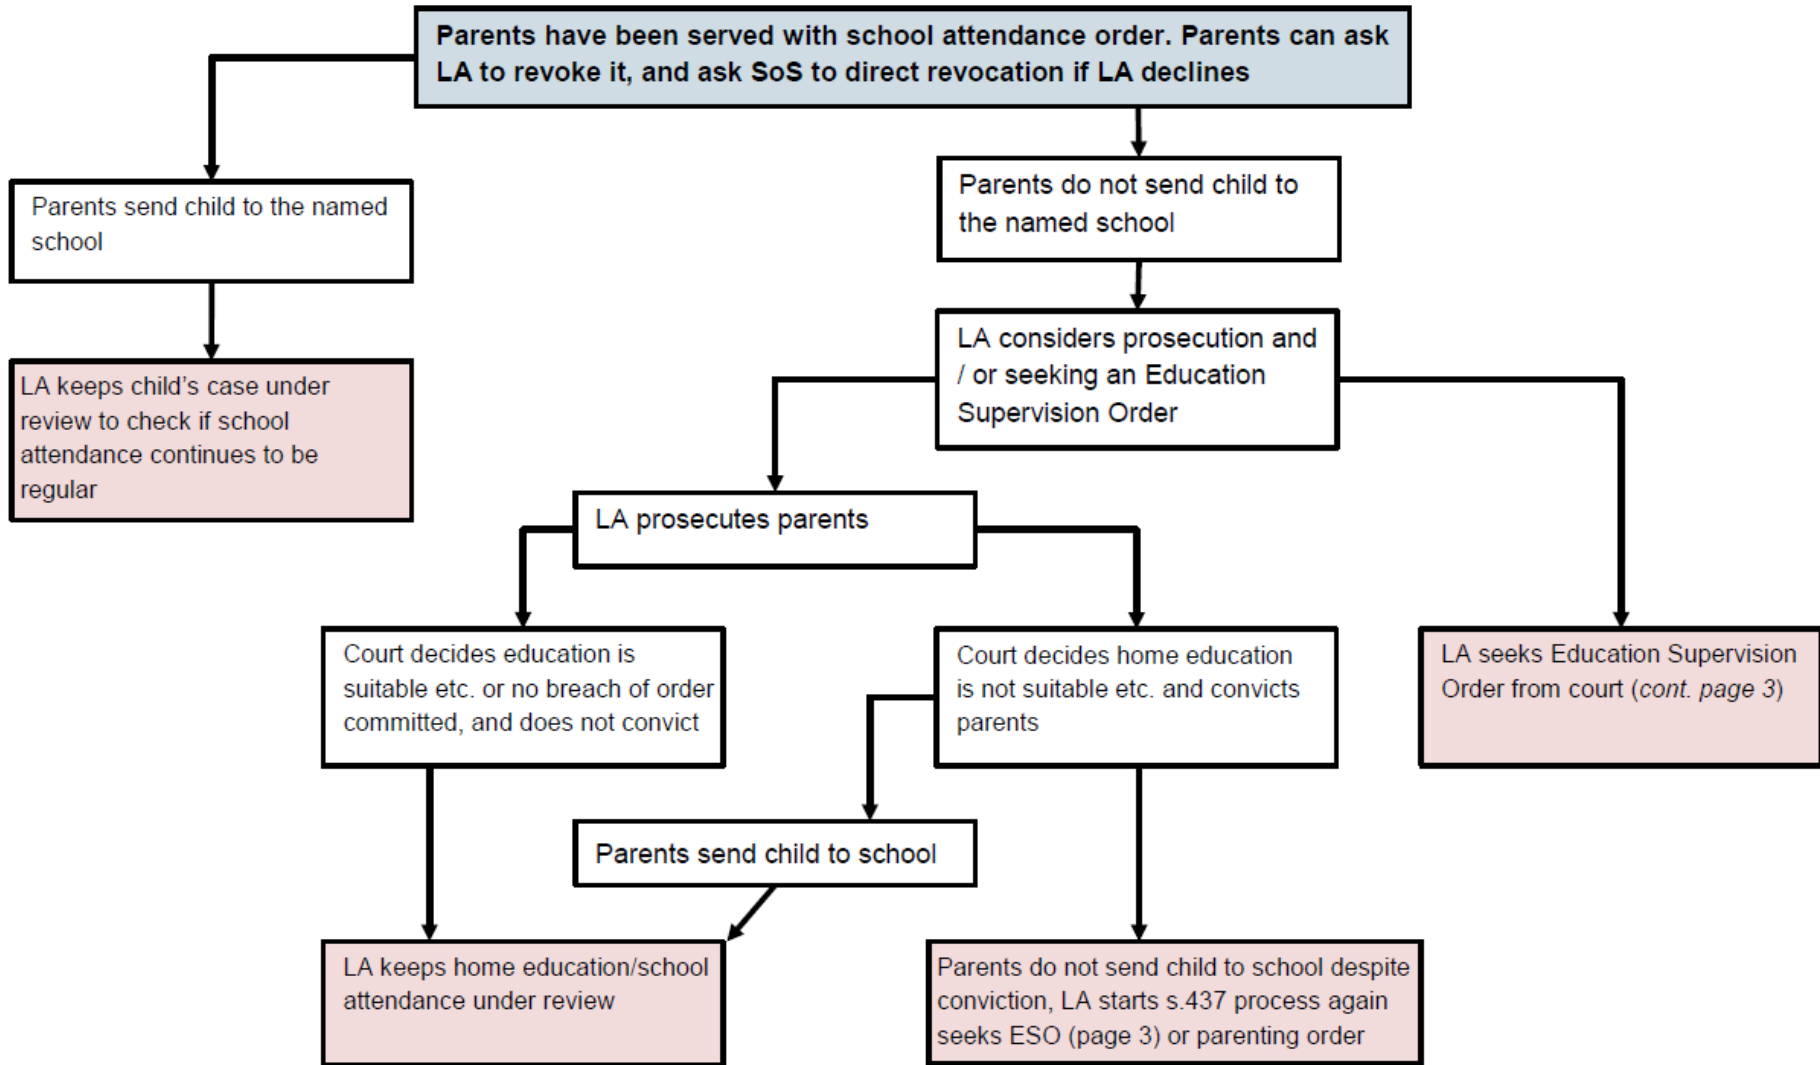 Parents have been served with school attendance order. Parents can ask
LA to revoke it, and ask SoS to direct revocation if LA declines
Parents send child to the named
school
Parents do not send child to
the named school
LA keeps child’s case under
review to check if school
attendance continues to be
regular
LA considers prosecution and
/ or seeking an Education
Supervision Order
LA prosecutes parents
Court decides education is
suitable etc. or no breach of order
committed, and does not convict
Court decides home education
is not suitable etc. and convicts
parents
LA seeks Education Supervision
Order from court (cont. page 3)
Parents send child to school
LA keeps home education/school
attendance under review
Parents do not send child to school despite
conviction, LA starts s.437 process again
seeks ESO (page 3) or parenting order